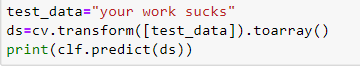 test_data="your work sucks"
ds=cv.transform([test_data]).toarray()
print(clf.predict(ds))